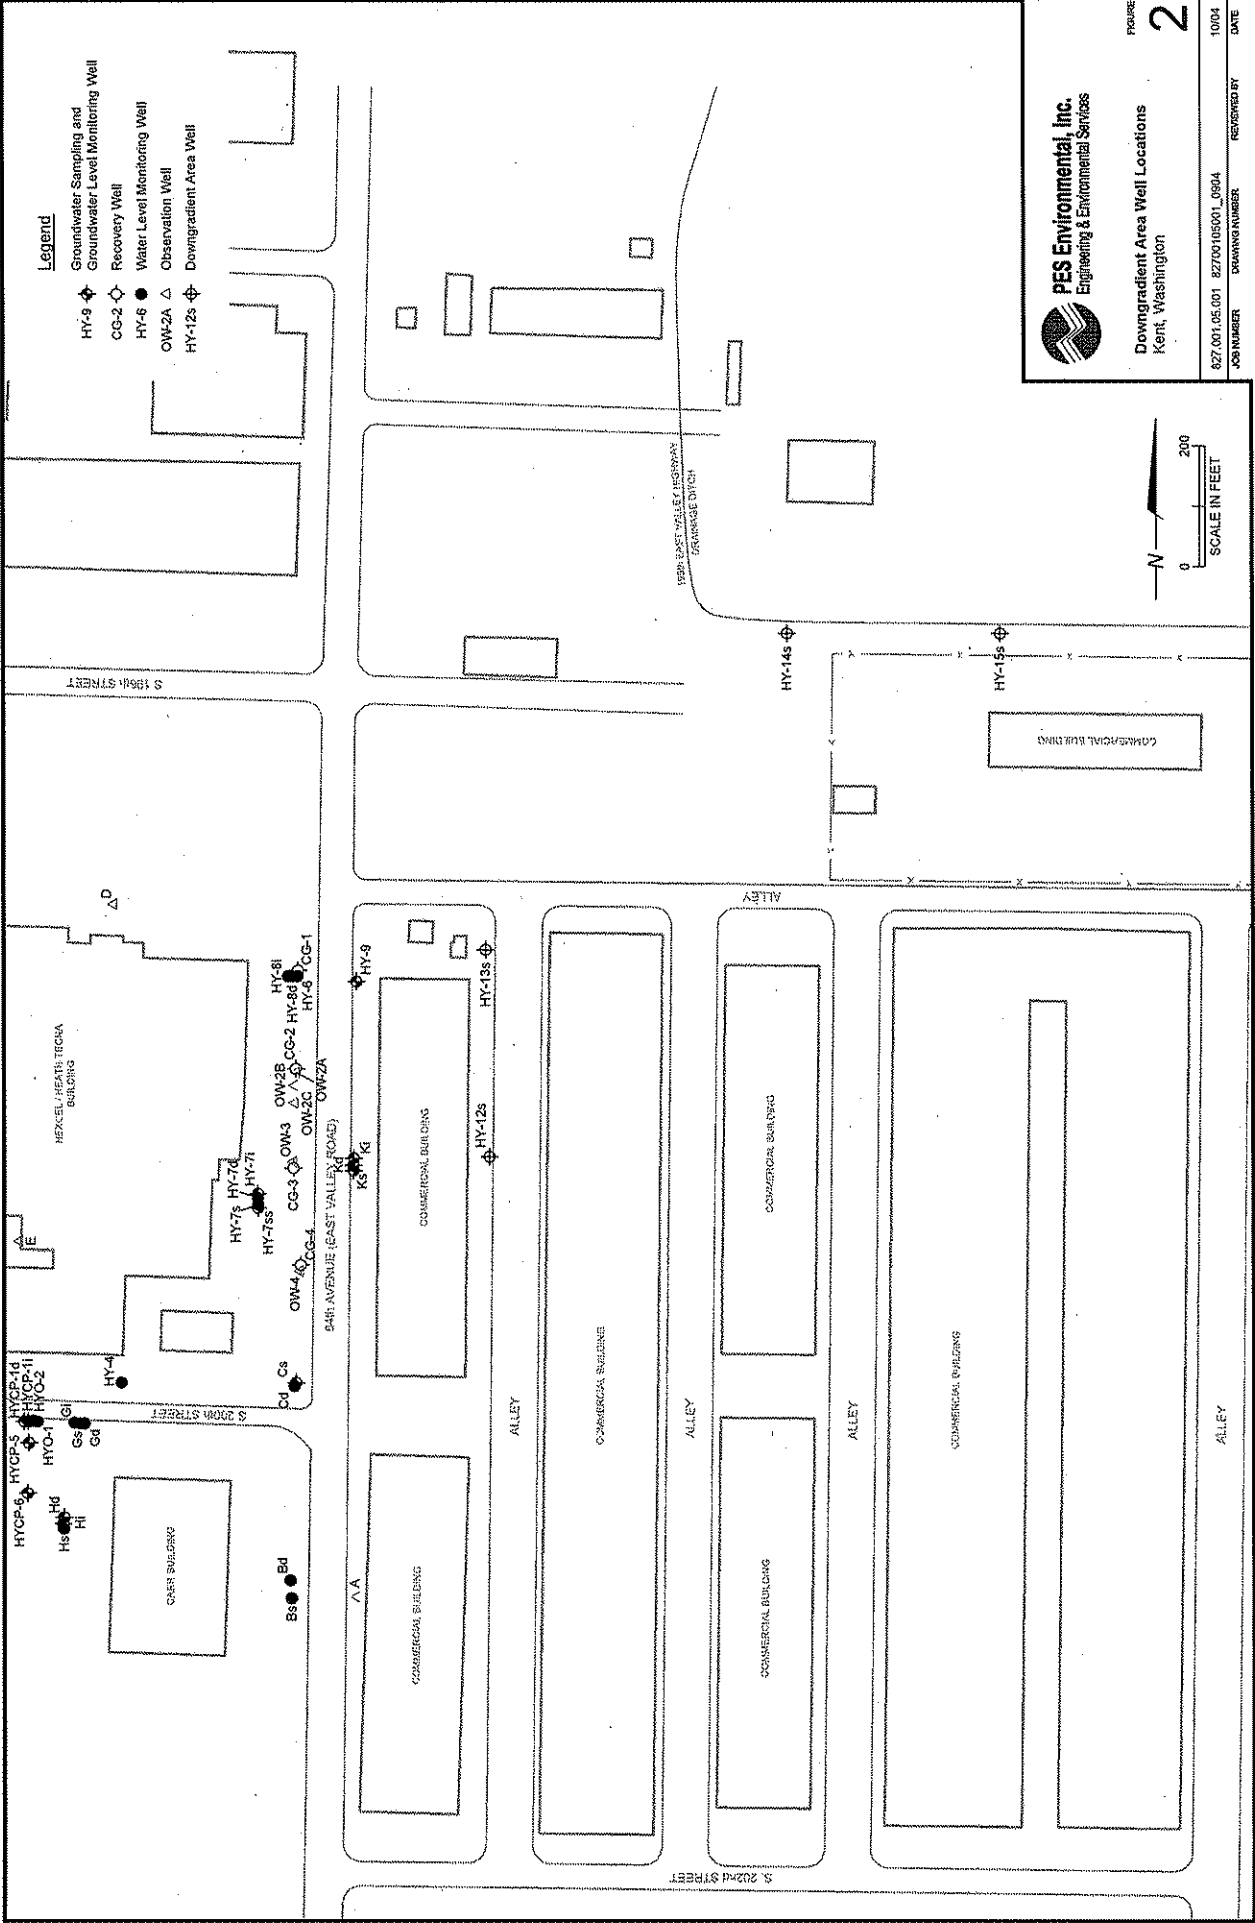 Legend
HY-9 Groundwater Sampling and
Groundwater Level Monitoring Well
CG-2 Recovery Well
HY-6 Water Level Monitoring Well
OW-2A Observation Well
HY-12s Downgradient Area Well
HEXCEL / HEATH TECNA
BUILDING
D
E
S 196th STREET
S 200th STREET
84th AVENUE (EAST VALLEY ROAD)
HYCP-1d
HYCP-1i
HYO-2
HYCP-5
HYO-1
HYCP-6
Gi
Gs
Gd
Hd
Hs
Hi
HY-4
Cd
Cs
Bs
Bd
HY-7s
HY-7d
HY-7i
HY-7ss
OW-4
CG-4
CG-3
OW-3
OW-2B
OW-2C
OW-2A
CG-2
HY-8i
HY-8d
HY-6
CG-1
HY-9
Kd
Ks
Ki
A
HY-13s
HY-12s
HY-14s
HY-15s
COMMERCIAL BUILDING
COMMERCIAL BUILDING
COMMERCIAL BUILDING
COMMERCIAL BUILDING
COMMERCIAL BUILDING
COMMERCIAL BUILDING
COMMERCIAL BUILDING
ALLEY
ALLEY
ALLEY
ALLEY
ALLEY
S. 202nd STREET
EAST VALLEY HIGHWAY
DRAINAGE DITCH
N
0 200
SCALE IN FEET
PES Environmental, Inc.
Engineering & Environmental Services
Downgradient Area Well Locations
Kent, Washington
FIGURE
2
827.001.05.001 82700105001_0904 10/04
JOB NUMBER DRAWING NUMBER REVIEWED BY DATE